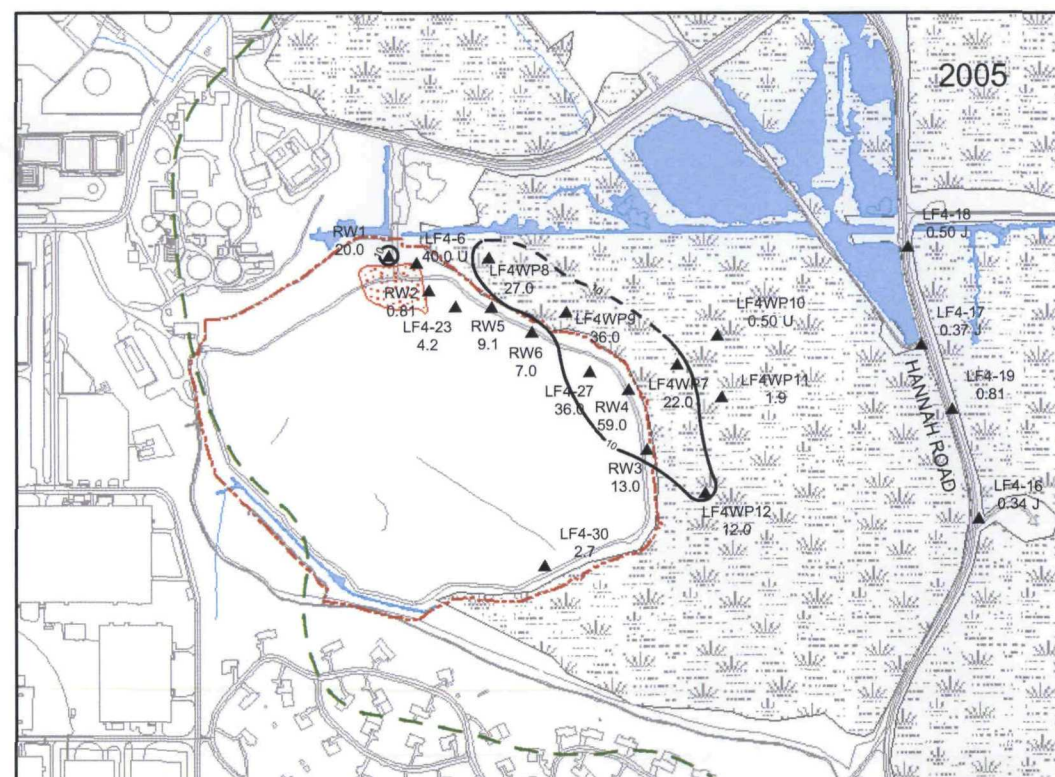 2005
RW1
20.0
LF4-6
40.0 U
LF4WP8
27.0
RW2
0.81
LF4-23
4.2
RW5
9.1
RW6
7.0
10
LF4WP9
36.0
LF4WP10
0.50 U
LF4-18
0.50 J
LF4-17
0.37 J
LF4-27
36.0
RW4
59.0
LF4WP7
22.0
LF4WP11
1.9
LF4-19
0.81
HANNAH ROAD
10
RW3
13.0
LF4WP12
12.0
LF4-16
0.34 J
LF4-30
2.7